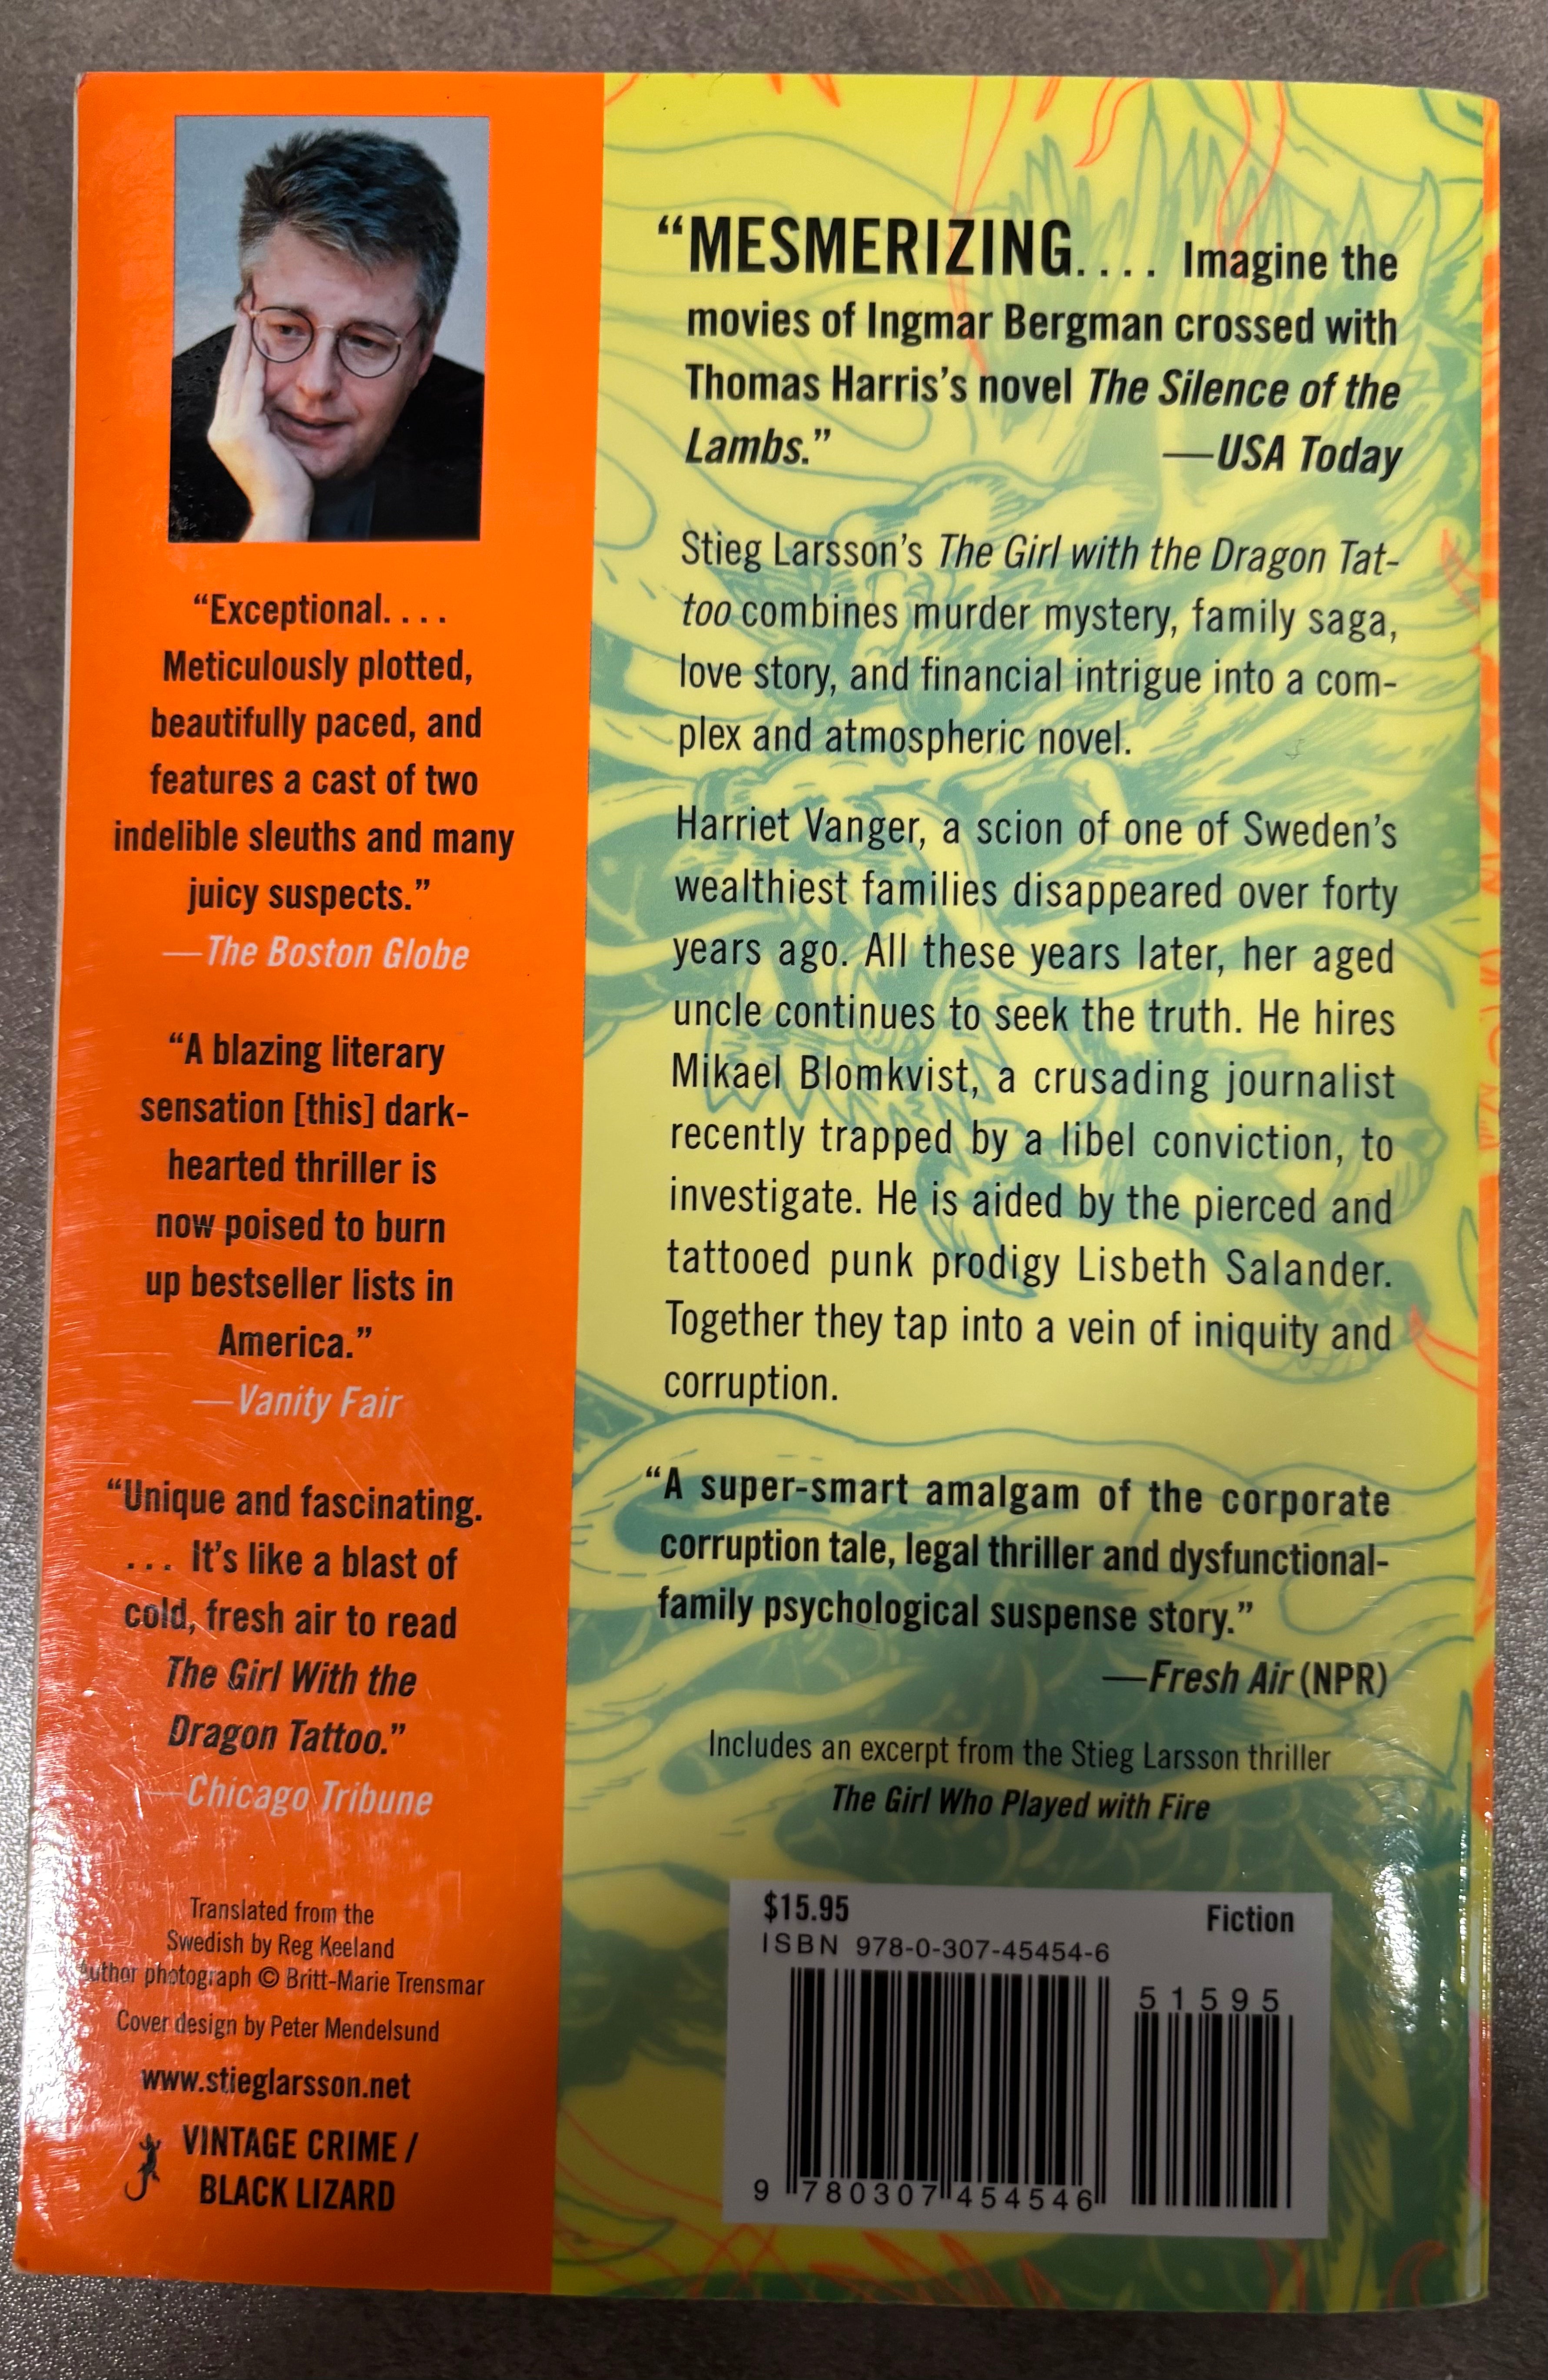 “Exceptional. . . .
Meticulously plotted,
beautifully paced, and
features a cast of two
indelible sleuths and many
juicy suspects.”
—The Boston Globe
“A blazing literary
sensation [this] dark-
hearted thriller is
now poised to burn
up bestseller lists in
America.”
—Vanity Fair
“Unique and fascinating.
. . . It’s like a blast of
cold, fresh air to read
The Girl With the
Dragon Tattoo.”
—Chicago Tribune
Translated from the
Swedish by Reg Keeland
Author photograph © Britt-Marie Trensmar
Cover design by Peter Mendelsund
www.stieglarsson.net
VINTAGE CRIME /
BLACK LIZARD
“MESMERIZING. . . . Imagine the
movies of Ingmar Bergman crossed with
Thomas Harris’s novel The Silence of the
Lambs.” —USA Today
Stieg Larsson’s The Girl with the Dragon Tat-
too combines murder mystery, family saga,
love story, and financial intrigue into a com-
plex and atmospheric novel.
Harriet Vanger, a scion of one of Sweden’s
wealthiest families disappeared over forty
years ago. All these years later, her aged
uncle continues to seek the truth. He hires
Mikael Blomkvist, a crusading journalist
recently trapped by a libel conviction, to
investigate. He is aided by the pierced and
tattooed punk prodigy Lisbeth Salander.
Together they tap into a vein of iniquity and
corruption.
“A super-smart amalgam of the corporate
corruption tale, legal thriller and dysfunctional-
family psychological suspense story.”
—Fresh Air (NPR)
Includes an excerpt from the Stieg Larsson thriller
The Girl Who Played with Fire
$15.95 Fiction
ISBN 978-0-307-45454-6
51595
9 780307 454546